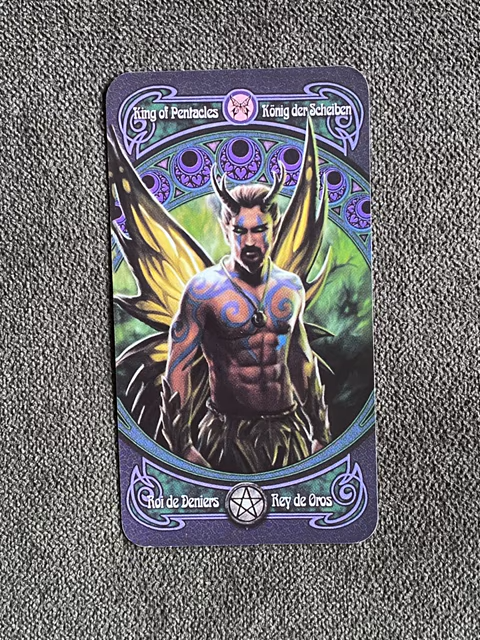 King of Pentacles König der Scheiben
Roi de Deniers Rey de Oros